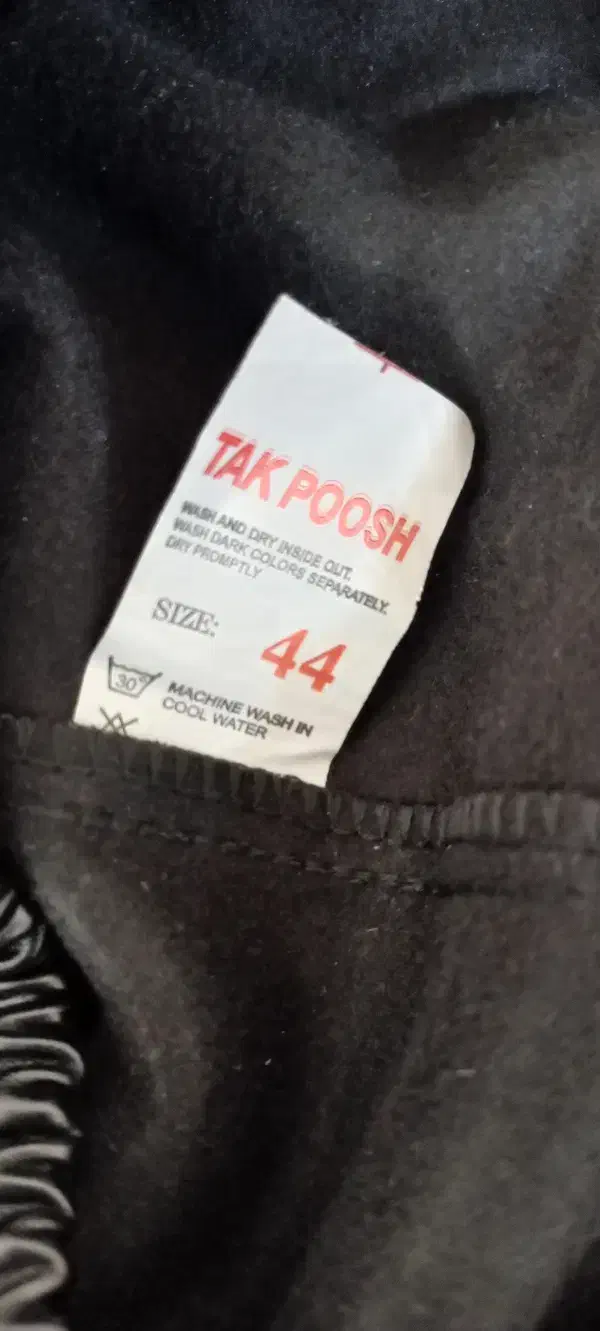 TAK POOSH
WASH AND DRY INSIDE OUT.
WASH DARK COLORS SEPARATELY.
DRY PROMPTLY
SIZE: 44
30°
MACHINE WASH IN
COOL WATER